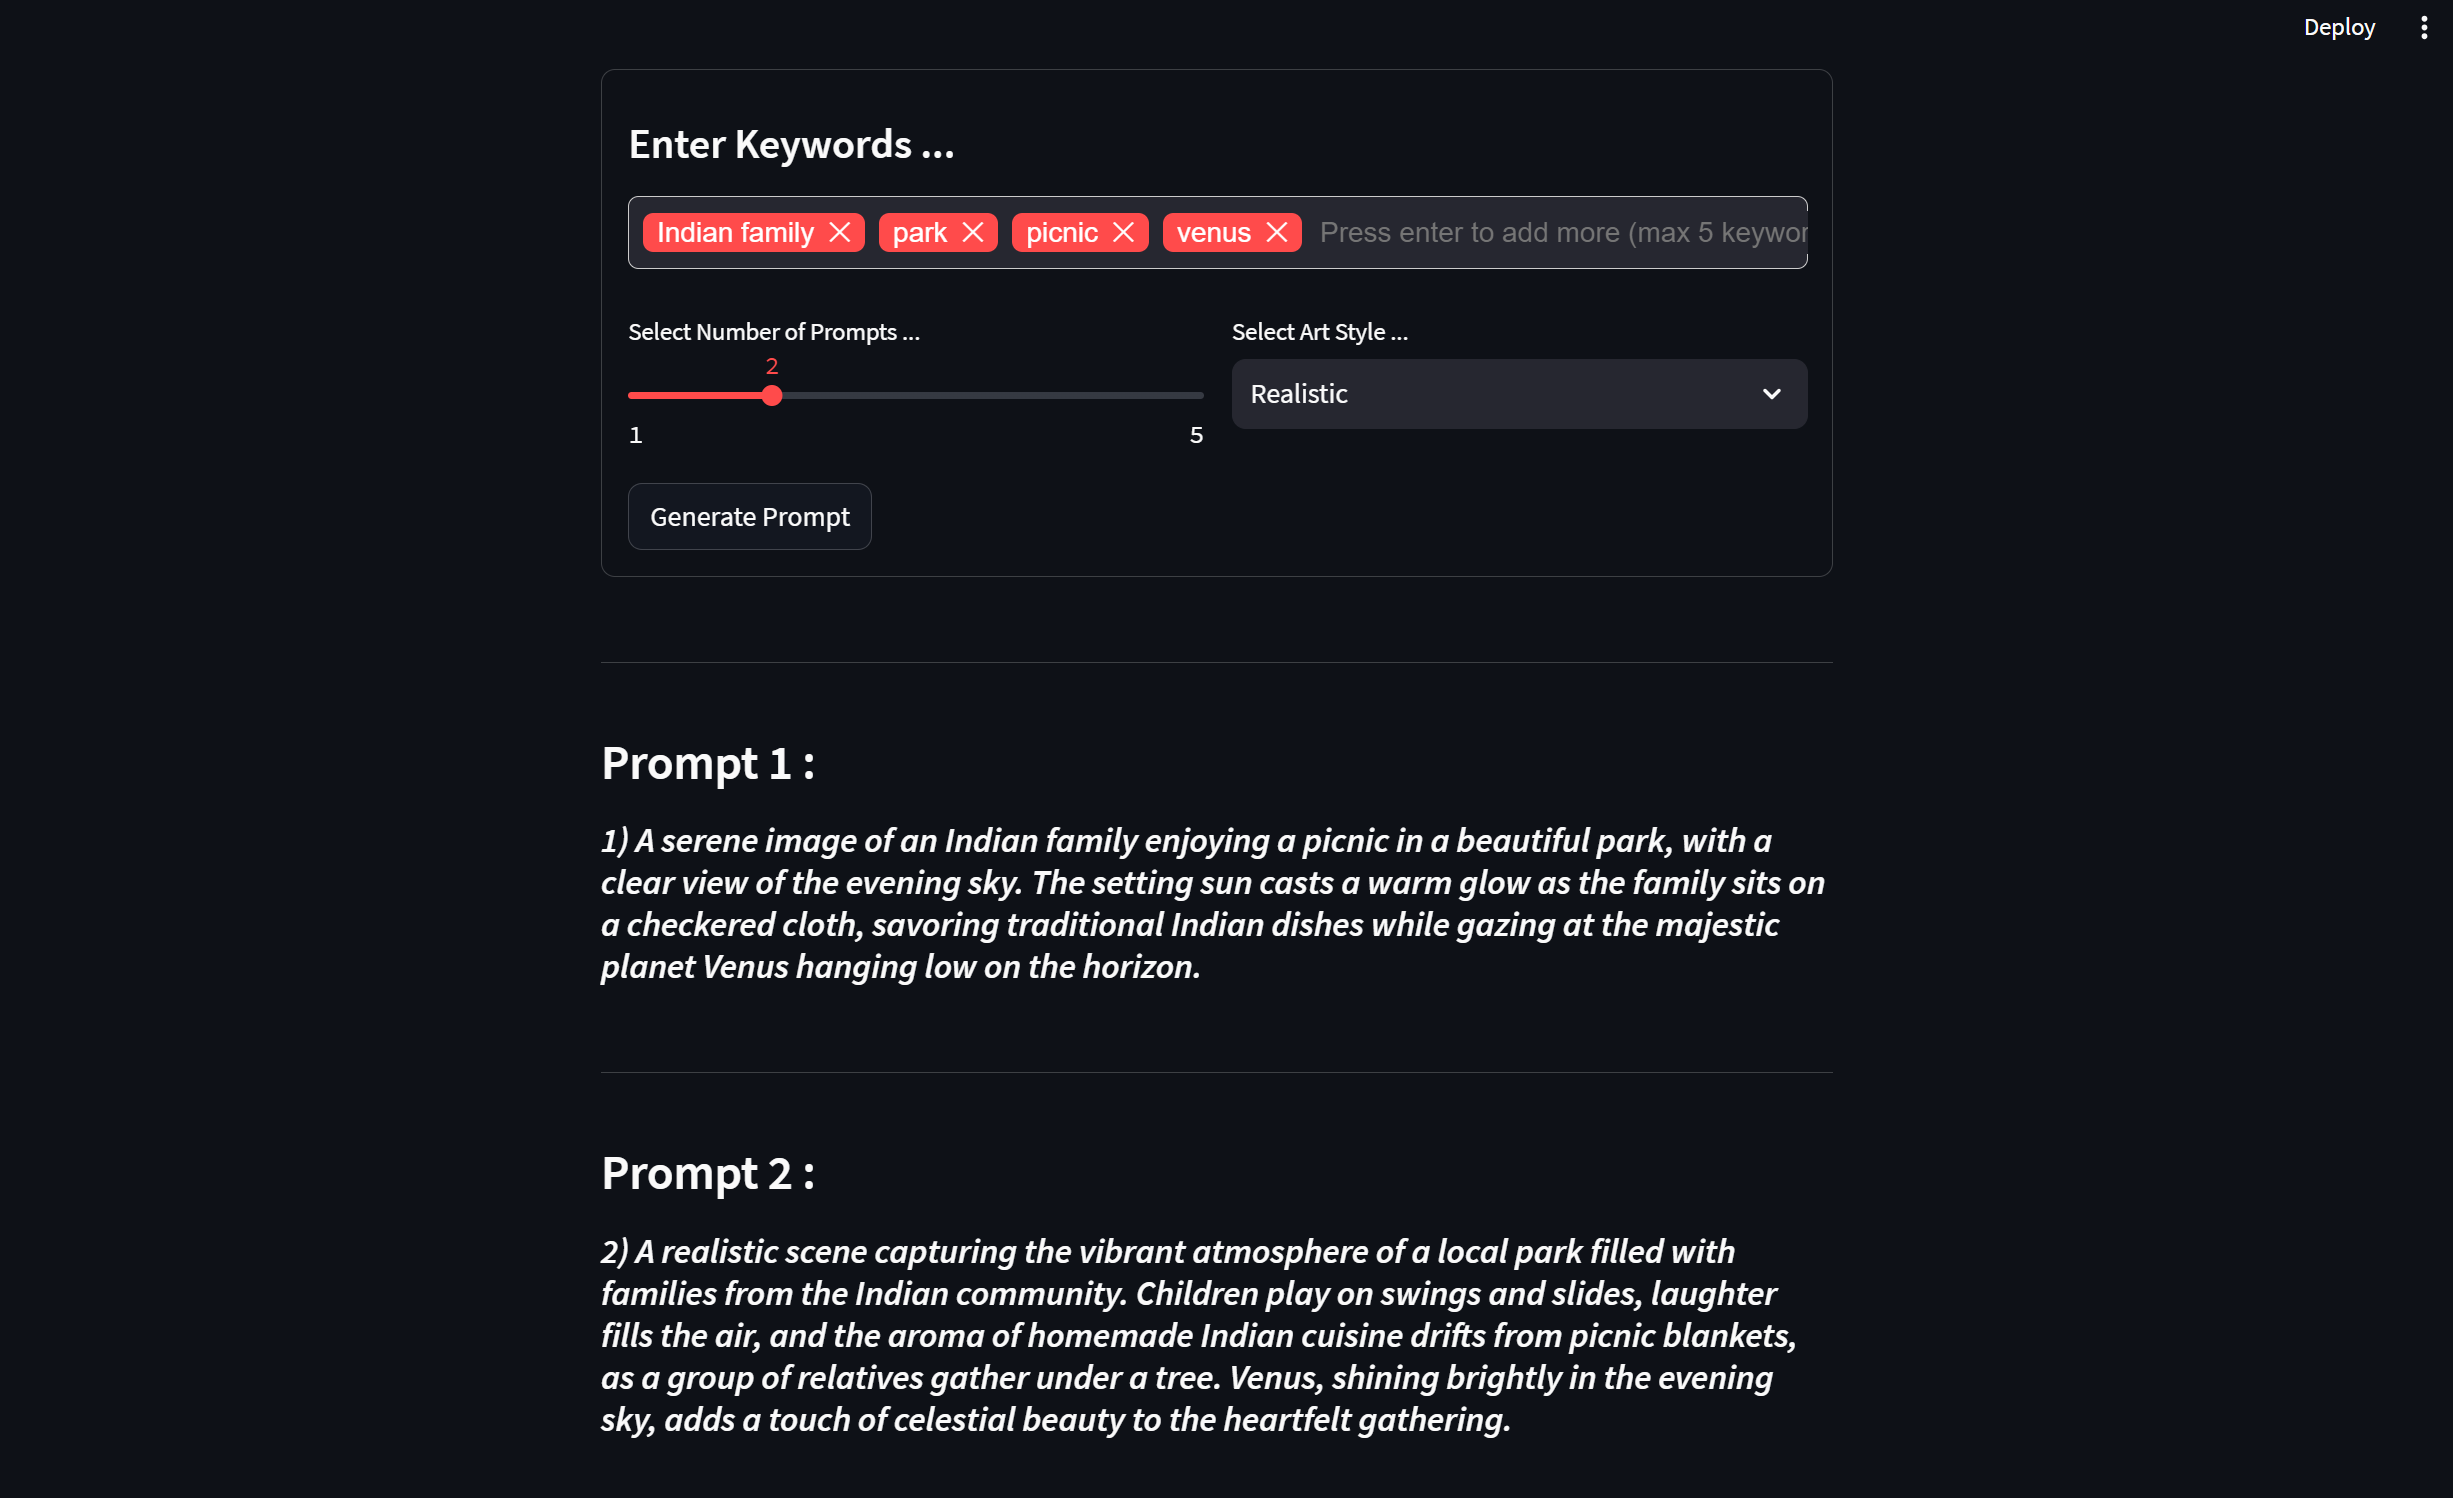 Deploy
Enter Keywords ...
Indian family park picnic venus Press enter to add more (max 5 keywor
Select Number of Prompts ...
Select Art Style ...
2
Realistic
1
5
Generate Prompt
Prompt 1 :
1) A serene image of an Indian family enjoying a picnic in a beautiful park, with a
clear view of the evening sky. The setting sun casts a warm glow as the family sits on
a checkered cloth, savoring traditional Indian dishes while gazing at the majestic
planet Venus hanging low on the horizon.
Prompt 2 :
2) A realistic scene capturing the vibrant atmosphere of a local park filled with
families from the Indian community. Children play on swings and slides, laughter
fills the air, and the aroma of homemade Indian cuisine drifts from picnic blankets,
as a group of relatives gather under a tree. Venus, shining brightly in the evening
sky, adds a touch of celestial beauty to the heartfelt gathering.